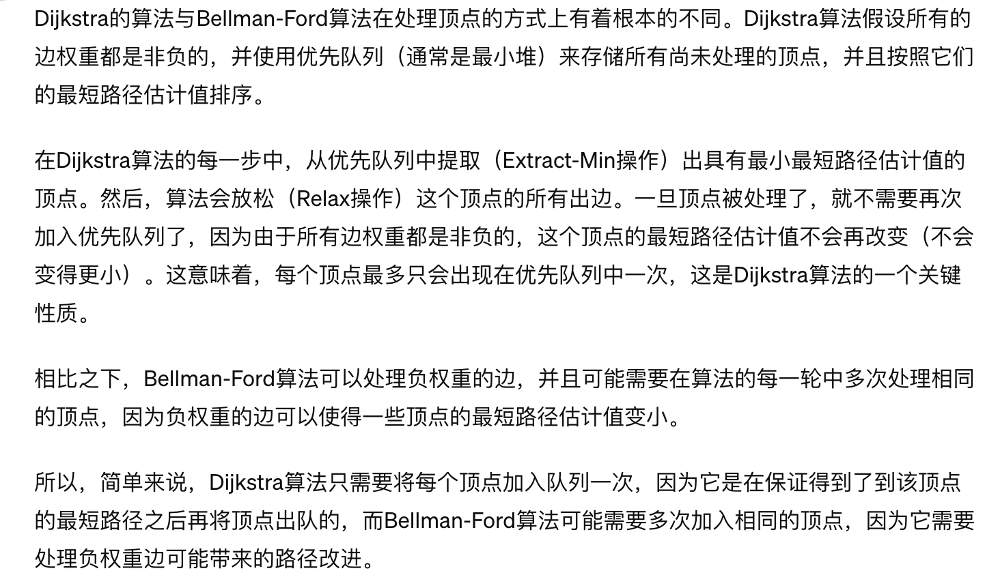 Dijkstra的算法与Bellman-Ford算法在处理顶点的方式上有着根本的不同。Dijkstra算法假设所有的
边权重都是非负的，并使用优先队列（通常是最小堆）来存储所有尚未处理的顶点，并且按照它们
的最短路径估计值排序。
在Dijkstra算法的每一步中，从优先队列中提取（Extract-Min操作）出具有最小最短路径估计值的
顶点。然后，算法会放松（Relax操作）这个顶点的所有出边。一旦顶点被处理了，就不需要再次
加入优先队列了，因为由于所有边权重都是非负的，这个顶点的最短路径估计值不会再改变（不会
变得更小）。这意味着，每个顶点最多只会出现在优先队列中一次，这是Dijkstra算法的一个关键
性质。
相比之下，Bellman-Ford算法可以处理负权重的边，并且可能需要在算法的每一轮中多次处理相同
的顶点，因为负权重的边可以使得一些顶点的最短路径估计值变小。
所以，简单来说，Dijkstra算法只需要将每个顶点加入队列一次，因为它是在保证得到了到该顶点
的最短路径之后再将顶点出队的，而Bellman-Ford算法可能需要多次加入相同的顶点，因为它需要
处理负权重边可能带来的路径改进。